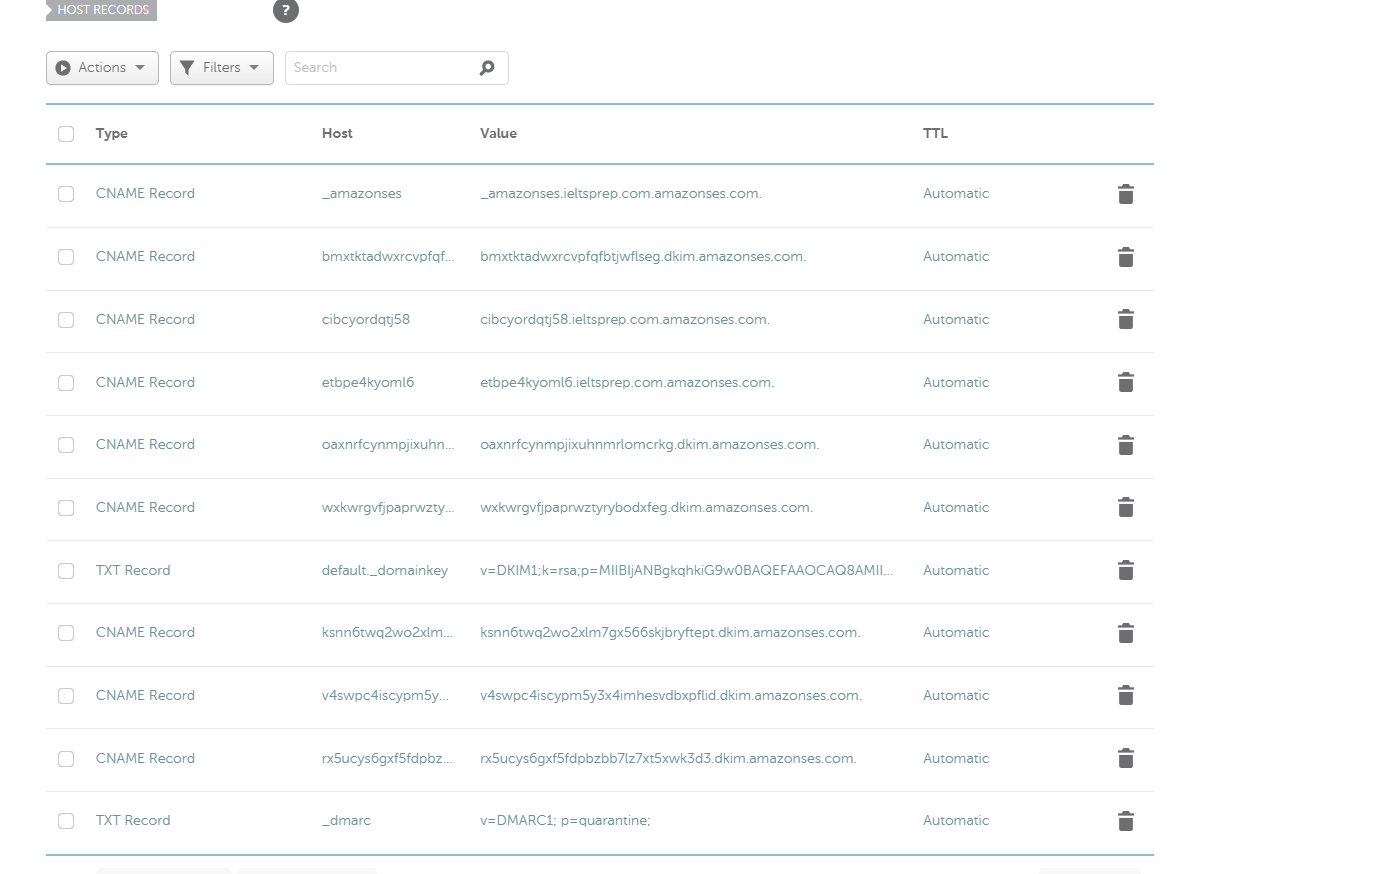 HOST RECORDS
?
Actions
Filters
Search
Type Host Value TTL
CNAME Record _amazonses _amazonses.ieltsprep.com.amazonses.com. Automatic
CNAME Record bmxtktadwxrcvpfqf... bmxtktadwxrcvpfqfbtjwflseg.dkim.amazonses.com. Automatic
CNAME Record cibcyordqtj58 cibcyordqtj58.ieltsprep.com.amazonses.com. Automatic
CNAME Record etbpe4kyoml6 etbpe4kyoml6.ieltsprep.com.amazonses.com. Automatic
CNAME Record oaxnrfcynmpjixuhn... oaxnrfcynmpjixuhnmrlomcrkg.dkim.amazonses.com. Automatic
CNAME Record wxkwrgvfjpaprwzty... wxkwrgvfjpaprwztyrybodxfeg.dkim.amazonses.com. Automatic
TXT Record default._domainkey v=DKIM1;k=rsa;p=MIIBIjANBgkqhkiG9w0BAQEFAAOCAQ8AMII... Automatic
CNAME Record ksnn6twq2wo2xlm... ksnn6twq2wo2xlm7gx566skjbryftept.dkim.amazonses.com. Automatic
CNAME Record v4swpc4iscypm5y... v4swpc4iscypm5y3x4imhesvdbxpflid.dkim.amazonses.com. Automatic
CNAME Record rx5ucys6gxf5fdpbz... rx5ucys6gxf5fdpbzbb7lz7xt5xwk3d3.dkim.amazonses.com. Automatic
TXT Record _dmarc v=DMARC1; p=quarantine; Automatic